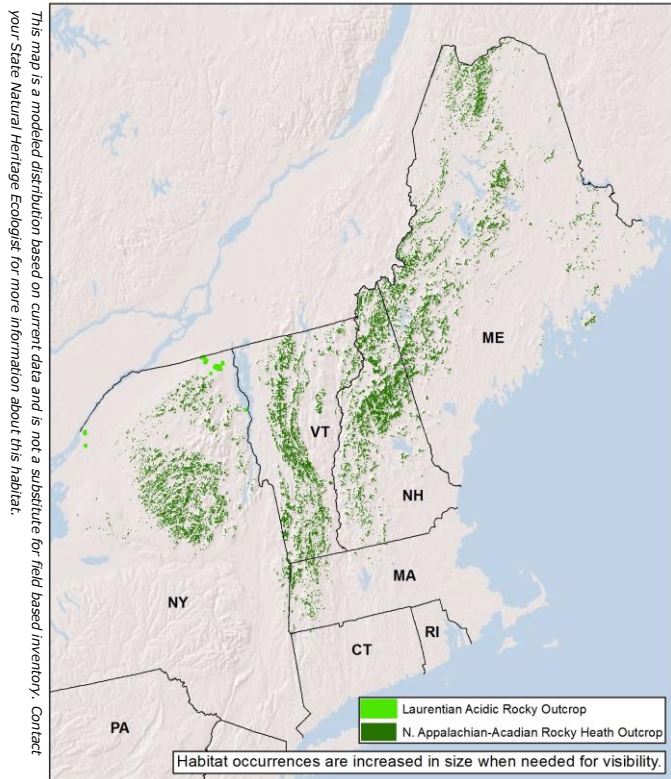 This map is a modeled distribution based on current data and is not a substitute for field based inventory. Contact
your State Natural Heritage Ecologist for more information about this habitat.
ME
VT
NH
MA
NY
CT
RI
PA
Laurentian Acidic Rocky Outcrop
N. Appalachian-Acadian Rocky Heath Outcrop
Habitat occurrences are increased in size when needed for visibility.